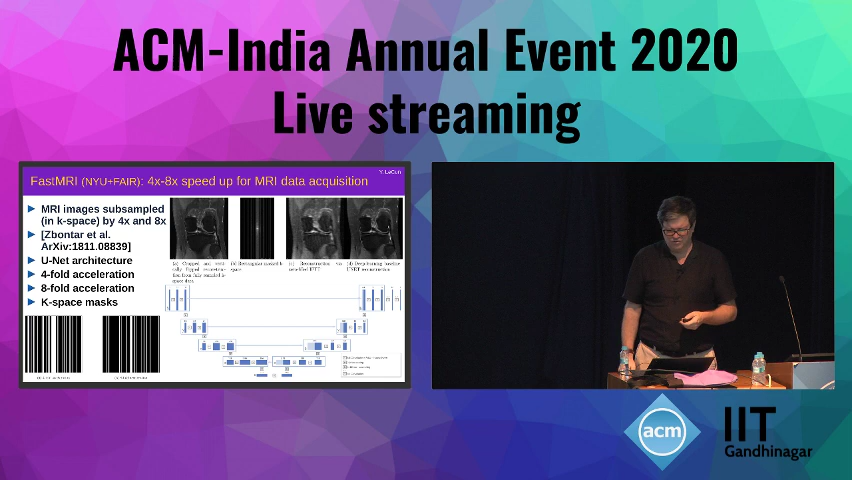 ACM-India Annual Event 2020
Live streaming
Y. LeCun
FastMRI (NYU+FAIR): 4x-8x speed up for MRI data acquisition
MRI images subsampled
(in k-space) by 4x and 8x
[Zbontar et al.
ArXiv:1811.08839]
U-Net architecture
4-fold acceleration
8-fold acceleration
K-space masks
acm
IIT
Gandhinagar